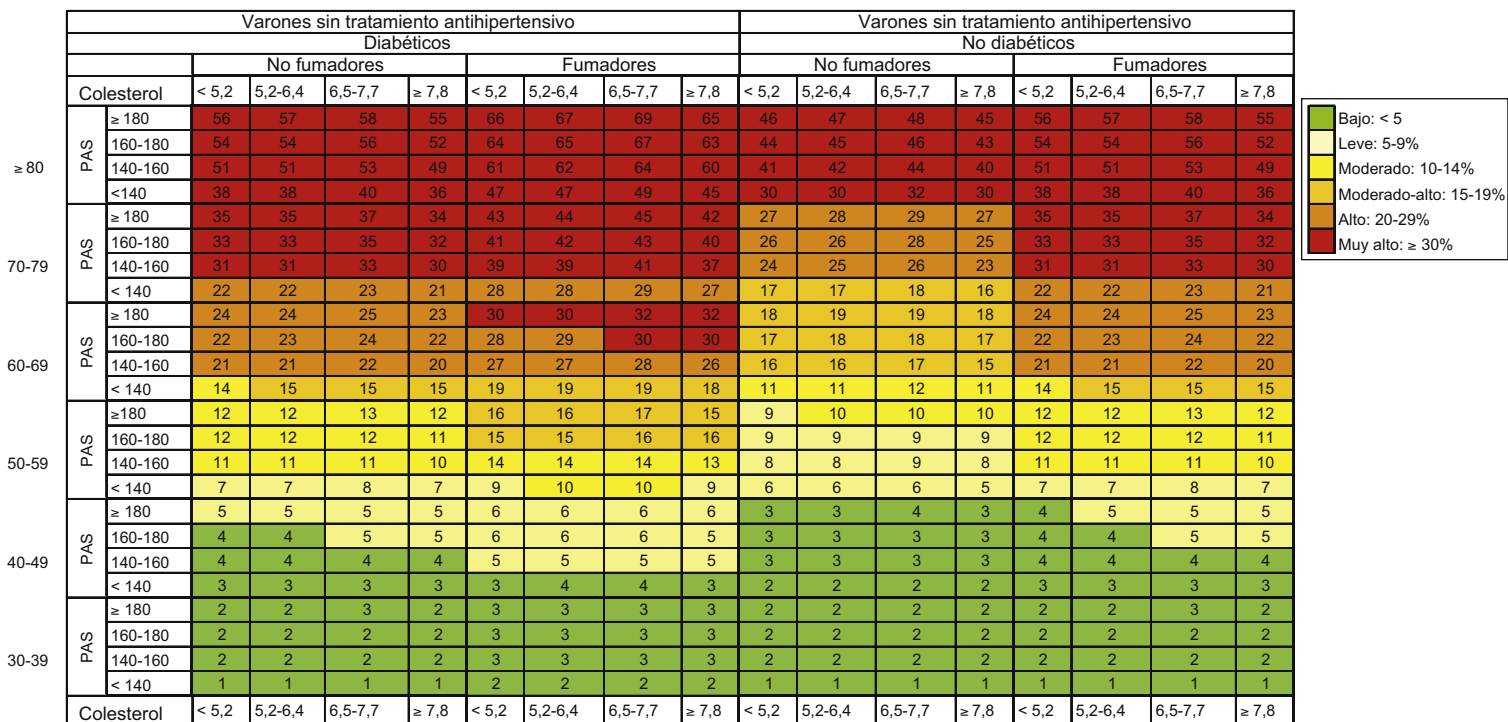 Varones sin tratamiento antihipertensivo Varones sin tratamiento antihipertensivo
Diabéticos No diabéticos
No fumadores Fumadores No fumadores Fumadores
Colesterol < 5,2 5,2-6,4 6,5-7,7 ≥ 7,8 < 5,2 5,2-6,4 6,5-7,7 ≥ 7,8 < 5,2 5,2-6,4 6,5-7,7 ≥ 7,8 < 5,2 5,2-6,4 6,5-7,7 ≥ 7,8
≥ 80
PAS
≥ 180 56 57 58 55 66 67 69 65 46 47 48 45 56 57 58 55
160-180 54 54 56 52 64 65 67 63 44 45 46 43 54 54 56 52
140-160 51 51 53 49 61 62 64 60 41 42 44 40 51 51 53 49
<140 38 38 40 36 47 47 49 45 30 30 32 30 38 38 40 36
70-79
PAS
≥ 180 35 35 37 34 43 44 45 42 27 28 29 27 35 35 37 34
160-180 33 33 35 32 41 42 43 40 26 26 28 25 33 33 35 32
140-160 31 31 33 30 39 39 41 37 24 25 26 23 31 31 33 30
< 140 22 22 23 21 28 28 29 27 17 17 18 16 22 22 23 21
60-69
PAS
≥ 180 24 24 25 23 30 30 32 32 18 19 19 18 24 24 25 23
160-180 22 23 24 22 28 29 30 30 17 18 18 17 22 23 24 22
140-160 21 21 22 20 27 27 28 26 16 16 17 15 21 21 22 20
< 140 14 15 15 15 19 19 19 18 11 11 12 11 14 15 15 15
50-59
PAS
≥180 12 12 13 12 16 16 17 15 9 10 10 10 12 12 13 12
160-180 12 12 12 11 15 15 16 16 9 9 9 9 12 12 12 11
140-160 11 11 11 10 14 14 14 13 8 8 9 8 11 11 11 10
< 140 7 7 8 7 9 10 10 9 6 6 6 5 7 7 8 7
40-49
PAS
≥ 180 5 5 5 5 6 6 6 6 3 3 4 3 4 5 5 5
160-180 4 4 5 5 6 6 6 5 3 3 3 3 4 4 5 5
140-160 4 4 4 4 5 5 5 5 3 3 3 3 4 4 4 4
< 140 3 3 3 3 3 4 4 3 2 2 2 2 3 3 3 3
30-39
PAS
≥ 180 2 2 3 2 3 3 3 3 2 2 2 2 2 2 3 2
160-180 2 2 2 2 3 3 3 3 2 2 2 2 2 2 2 2
140-160 2 2 2 2 3 3 3 3 2 2 2 2 2 2 2 2
< 140 1 1 1 1 2 2 2 2 1 1 1 1 1 1 1 1
Colesterol < 5,2 5,2-6,4 6,5-7,7 ≥ 7,8 < 5,2 5,2-6,4 6,5-7,7 ≥ 7,8 < 5,2 5,2-6,4 6,5-7,7 ≥ 7,8 < 5,2 5,2-6,4 6,5-7,7 ≥ 7,8
Bajo: < 5
Leve: 5-9%
Moderado: 10-14%
Moderado-alto: 15-19%
Alto: 20-29%
Muy alto: ≥ 30%